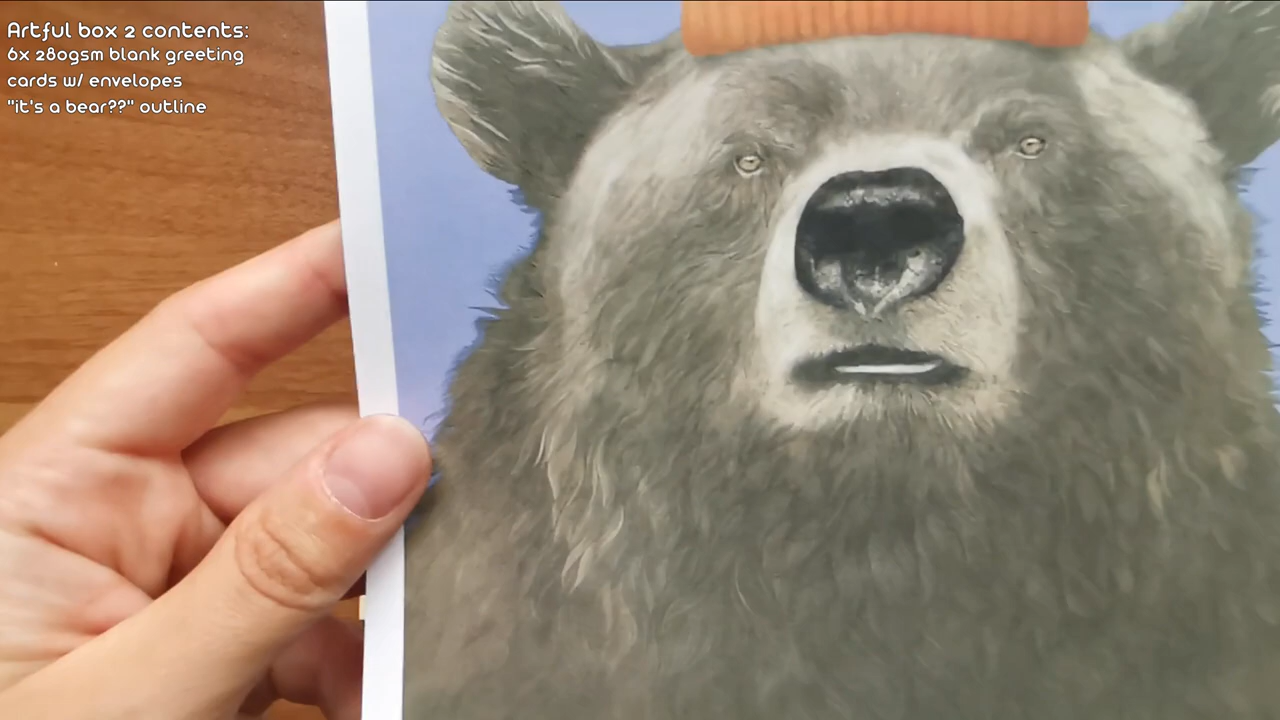 Artful box 2 contents:
6x 280gsm blank greeting
cards w/ envelopes
"it's a bear??" outline